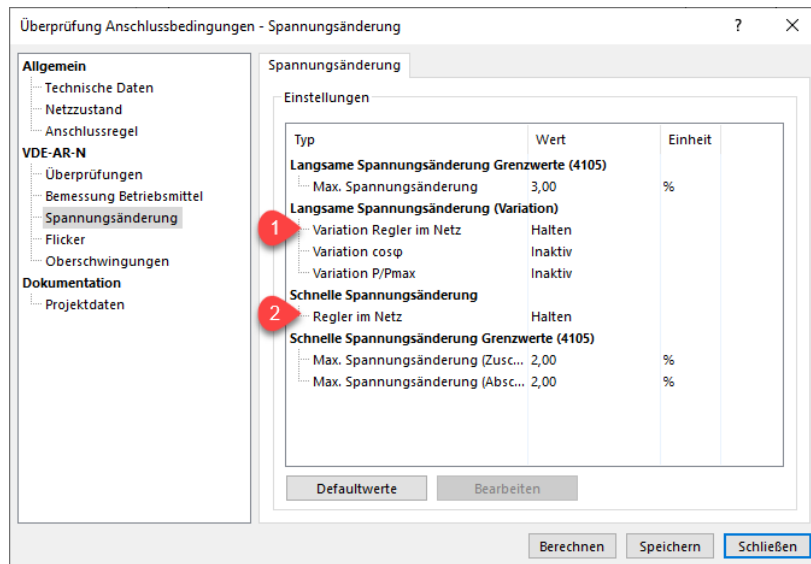 Überprüfung Anschlussbedingungen - Spannungsänderung ? ×
Allgemein
Technische Daten
Netzzustand
Anschlussregel
VDE-AR-N
Überprüfungen
Bemessung Betriebsmittel
Spannungsänderung
Flicker
Oberschwingungen
Dokumentation
Projektdaten
Spannungsänderung
Einstellungen
Typ Wert Einheit
Langsame Spannungsänderung Grenzwerte (4105)
Max. Spannungsänderung 3,00 %
Langsame Spannungsänderung (Variation)
1 Variation Regler im Netz Halten
Variation cosφ Inaktiv
Variation P/Pmax Inaktiv
Schnelle Spannungsänderung
2 Regler im Netz Halten
Schnelle Spannungsänderung Grenzwerte (4105)
Max. Spannungsänderung (Zusc... 2,00 %
Max. Spannungsänderung (Absc... 2,00 %
Defaultwerte Bearbeiten
Berechnen Speichern Schließen